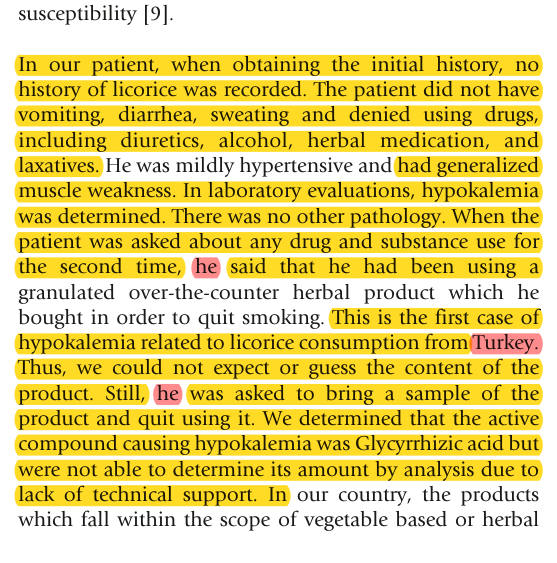 susceptibility [9].
In our patient, when obtaining the initial history, no
history of licorice was recorded. The patient did not have
vomiting, diarrhea, sweating and denied using drugs,
including diuretics, alcohol, herbal medication, and
laxatives. He was mildly hypertensive and had generalized
muscle weakness. In laboratory evaluations, hypokalemia
was determined. There was no other pathology. When the
patient was asked about any drug and substance use for
the second time, he said that he had been using a
granulated over-the-counter herbal product which he
bought in order to quit smoking. This is the first case of
hypokalemia related to licorice consumption from Turkey.
Thus, we could not expect or guess the content of the
product. Still, he was asked to bring a sample of the
product and quit using it. We determined that the active
compound causing hypokalemia was Glycyrrhizic acid but
were not able to determine its amount by analysis due to
lack of technical support. In our country, the products
which fall within the scope of vegetable based or herbal